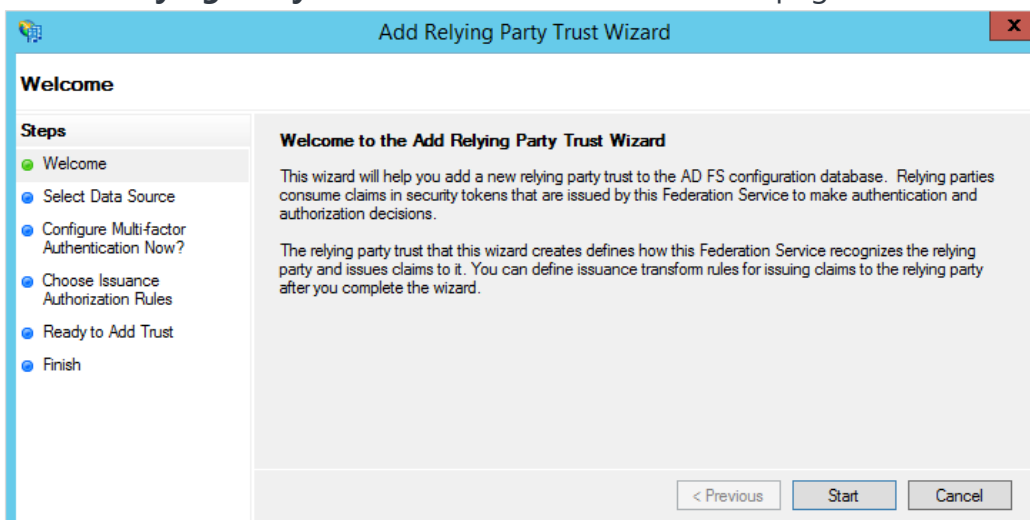 Add Relying Party Trust Wizard
X
Welcome
Steps
Welcome
Select Data Source
Configure Multi-factor
Authentication Now?
Choose Issuance
Authorization Rules
Ready to Add Trust
Finish
Welcome to the Add Relying Party Trust Wizard
This wizard will help you add a new relying party trust to the AD FS configuration database. Relying parties
consume claims in security tokens that are issued by this Federation Service to make authentication and
authorization decisions.
The relying party trust that this wizard creates defines how this Federation Service recognizes the relying
party and issues claims to it. You can define issuance transform rules for issuing claims to the relying party
after you complete the wizard.
< Previous
Start
Cancel